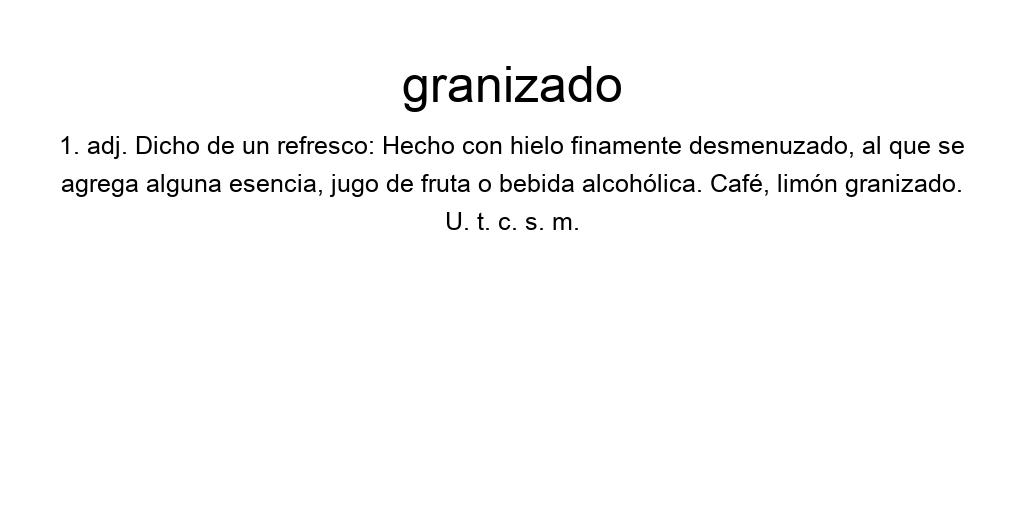 granizado
1. adj. Dicho de un refresco: Hecho con hielo finamente desmenuzado, al que se
agrega alguna esencia, jugo de fruta o bebida alcohólica. Café, limón granizado.
U. t. c. s. m.